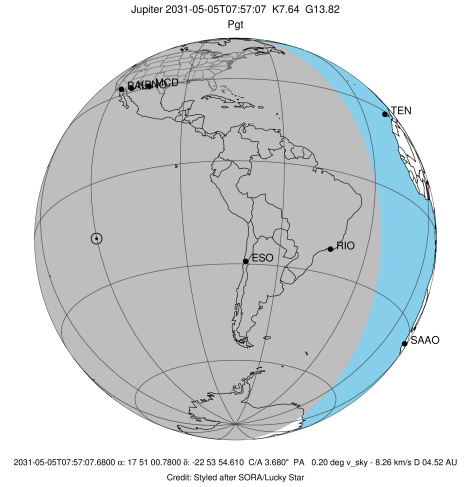 Jupiter 2031-05-05T07:57:07 K7.64 G13.82
Pgt
MCD
TEN
RIO
ESO
SAAO
2031-05-05T07:57:07.6800 α: 17 51 00.7800 δ: -22 53 54.610 C/A 3.680" PA 0.20 deg v_sky - 8.26 km/s D 04.52 AU
Credit: Styled after SORA/Lucky Star